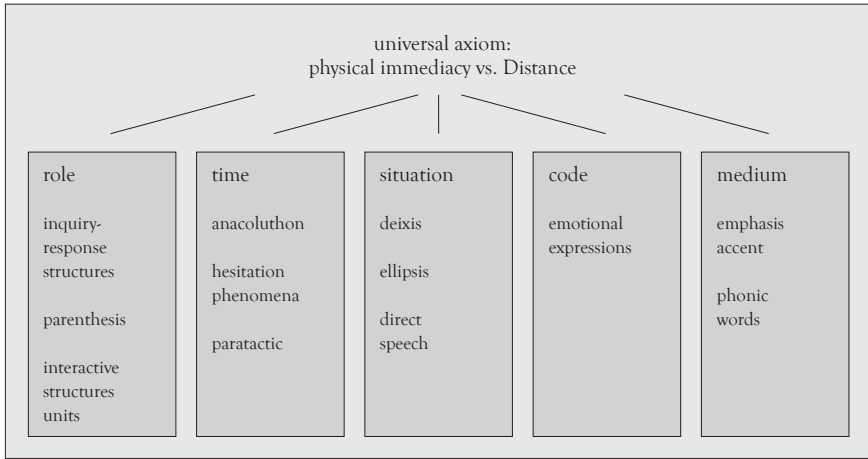 universal axiom:
physical immediacy vs. Distance
role
inquiry-
response
structures
parenthesis
interactive
structures
units
time
anacoluthon
hesitation
phenomena
paratactic
situation
deixis
ellipsis
direct
speech
code
emotional
expressions
medium
emphasis
accent
phonic
words